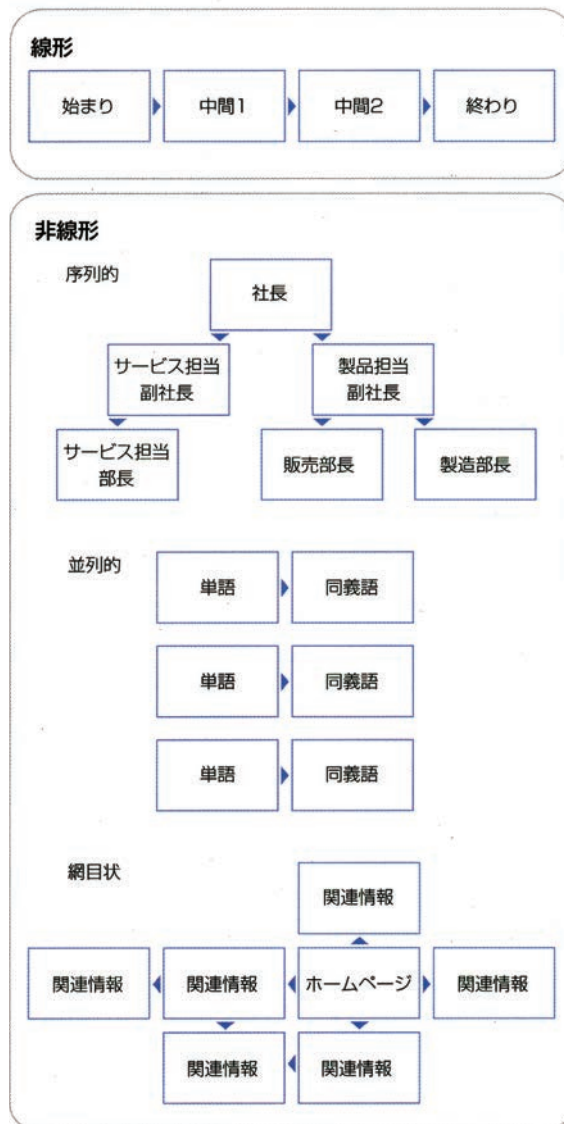 線形
始まり
中間1
中間2
終わり
非線形
序列的
社長
サービス担当
副社長
製品担当
副社長
サービス担当
部長
販売部長
製造部長
並列的
単語
同義語
単語
同義語
単語
同義語
網目状
関連情報
関連情報
関連情報
ホームページ
関連情報
関連情報
関連情報